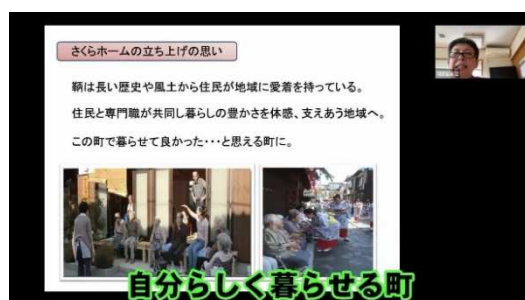 さくらホームの立ち上げの思い
鞆は長い歴史や風土から住民が地域に愛着を持っている。
住民と専門職が共同し暮らしの豊かさを体感、支えあう地域へ。
この町で暮らせて良かった・・・と思える町に。
自分らしく暮らせる町